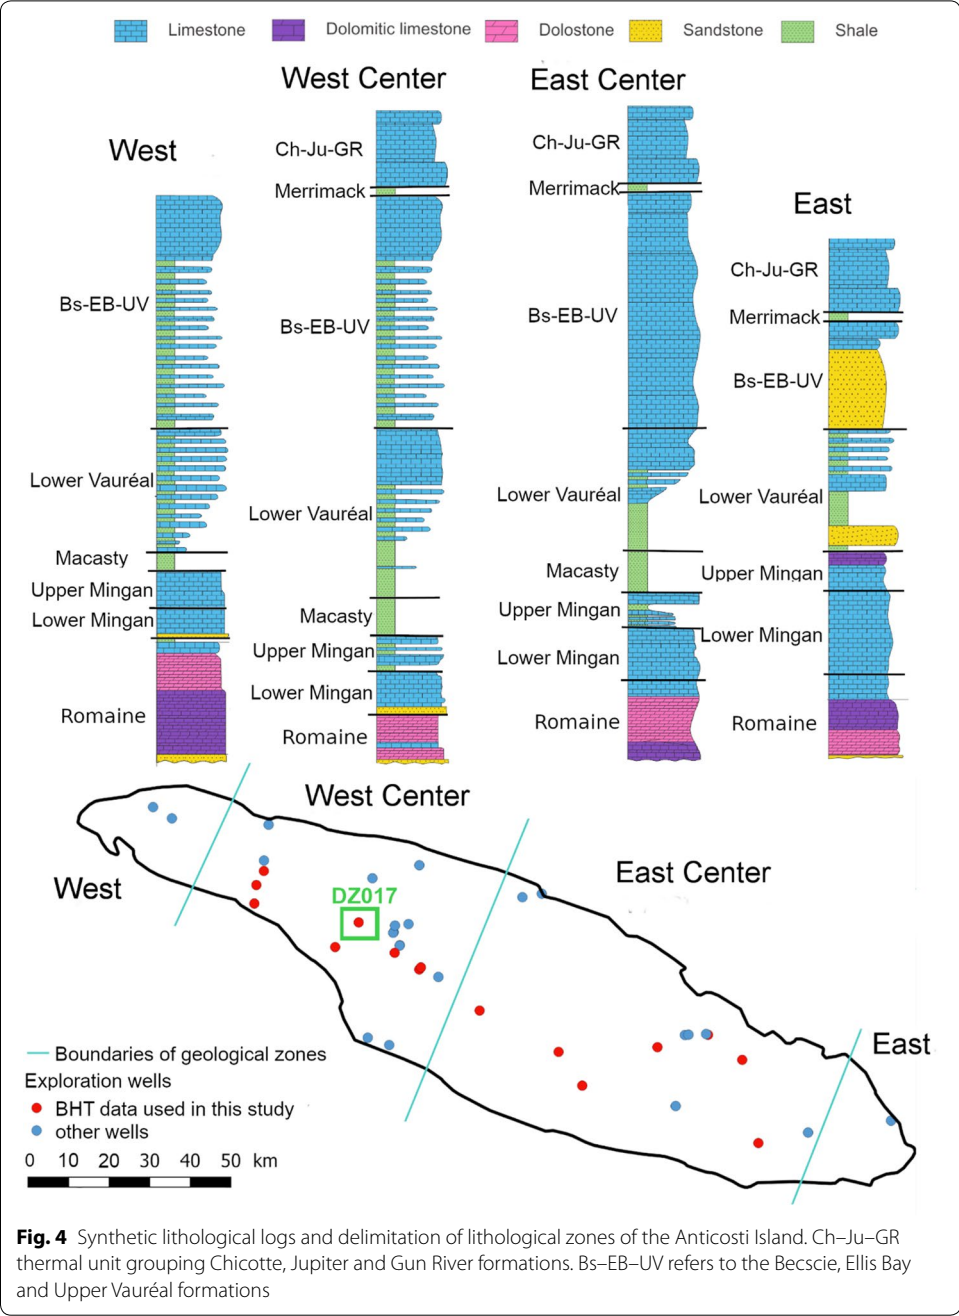 Limestone Dolomitic limestone Dolostone Sandstone Shale
West Center
East Center
West
East
Bs-EB-UV
Lower Vauréal
Macasty
Upper Mingan
Lower Mingan
Romaine
Ch-Ju-GR
Merrimack
Bs-EB-UV
Lower Vauréal
Macasty
Upper Mingan
Lower Mingan
Romaine
Ch-Ju-GR
Merrimack
Bs-EB-UV
Lower Vauréal
Macasty
Upper Mingan
Lower Mingan
Romaine
Ch-Ju-GR
Merrimack
Bs-EB-UV
Lower Vauréal
Upper Mingan
Lower Mingan
Romaine
West Center
East Center
West
DZ017
East
Boundaries of geological zones
Exploration wells
BHT data used in this study
other wells
0 10 20 30 40 50 km
Fig. 4 Synthetic lithological logs and delimitation of lithological zones of the Anticosti Island. Ch–Ju–GR
thermal unit grouping Chicotte, Jupiter and Gun River formations. Bs–EB–UV refers to the Becscie, Ellis Bay
and Upper Vauréal formations